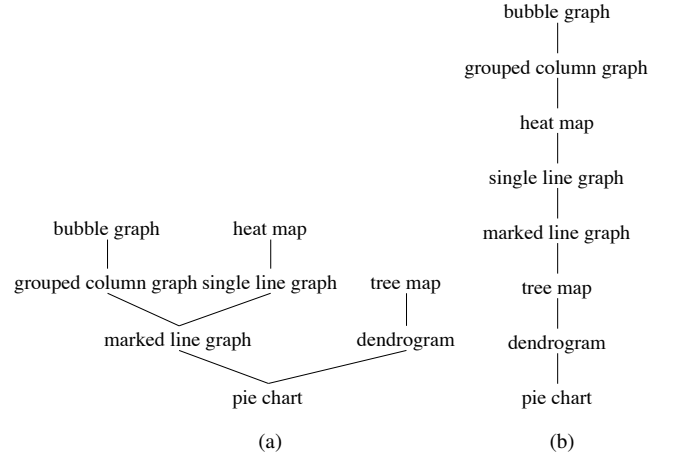 bubble graph
heat map
grouped column graph
single line graph
tree map
marked line graph
dendrogram
pie chart
(a)
bubble graph
grouped column graph
heat map
single line graph
marked line graph
tree map
dendrogram
pie chart
(b)